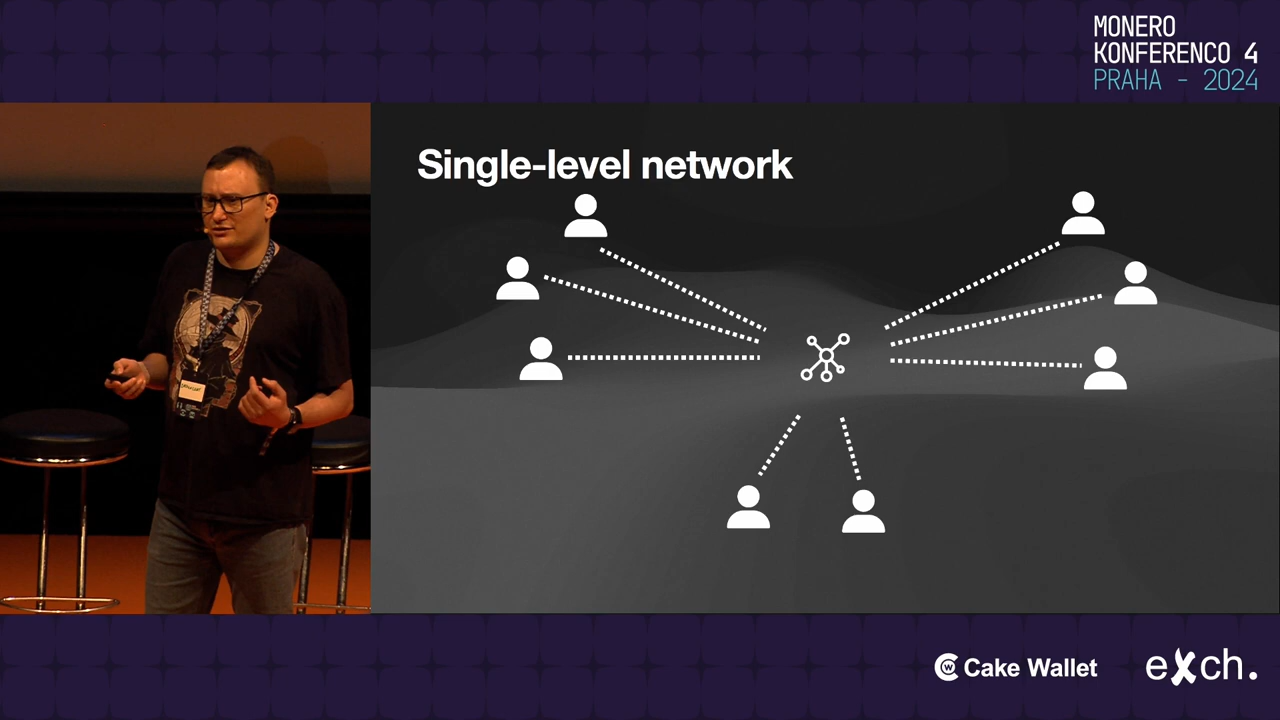 MONERO
KONFERENCO 4
PRAHA - 2024
Single-level network
Cake Wallet
eXch.